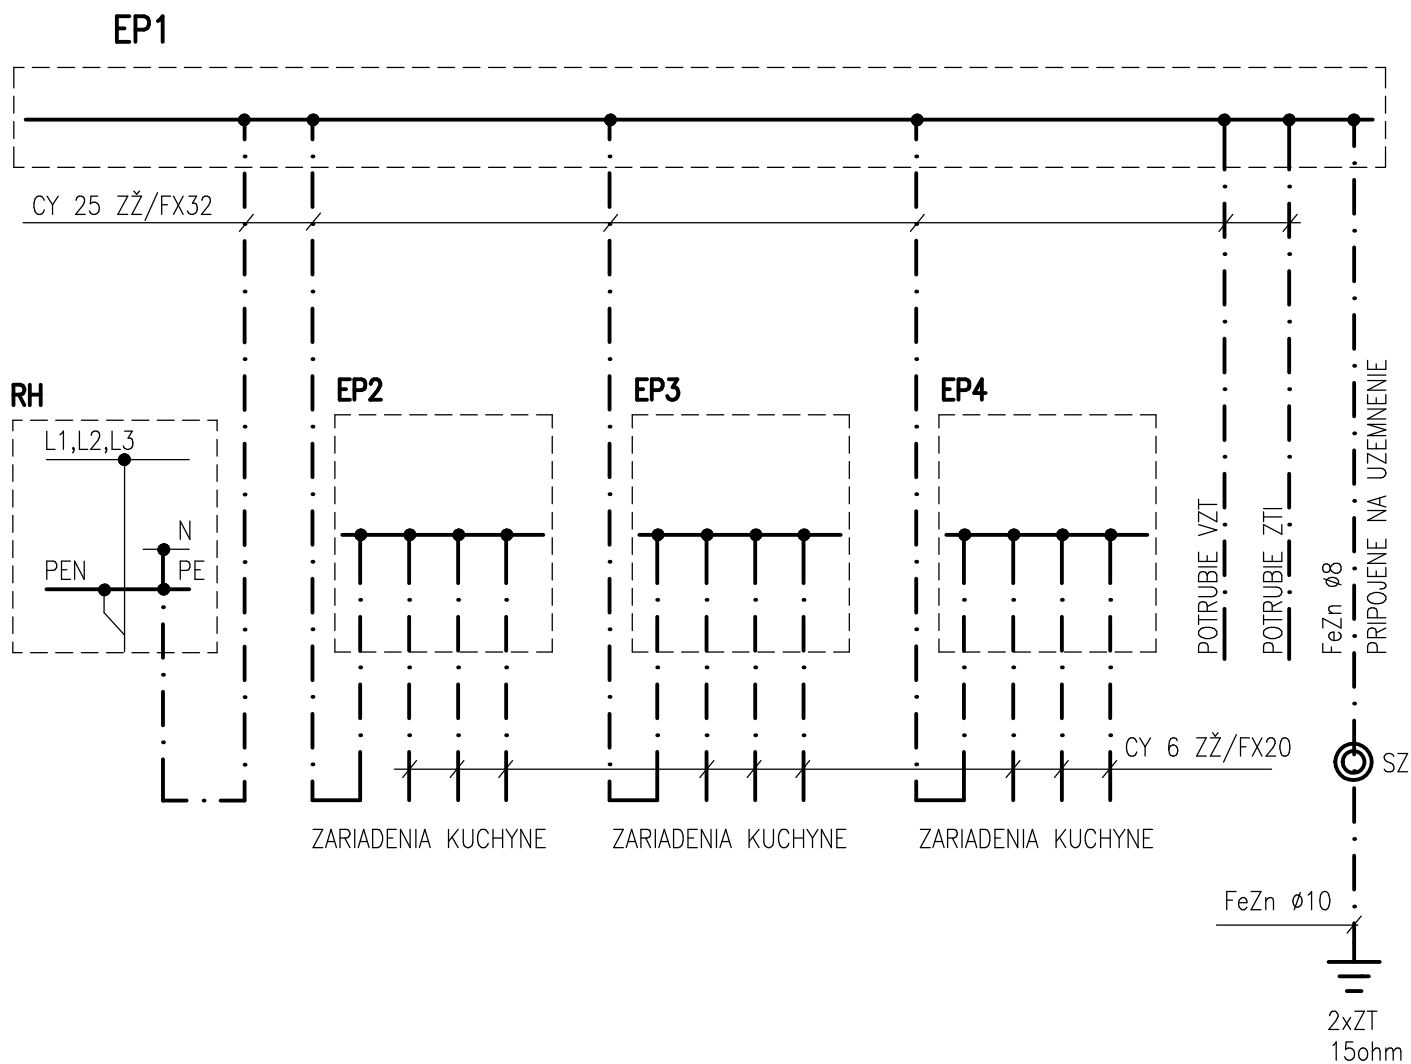 EP1
CY 25 ZŽ/FX32
RH
EP2
EP3
EP4
L1,L2,L3
N
PEN
PE
POTRUBIE VZT
POTRUBIE ZTI
FeZn ø8
PRIPOJENE NA UZEMNENIE
CY 6 ZŽ/FX20
SZ
ZARIADENIA KUCHYNE
ZARIADENIA KUCHYNE
ZARIADENIA KUCHYNE
FeZn ø10
2xZT
15ohm